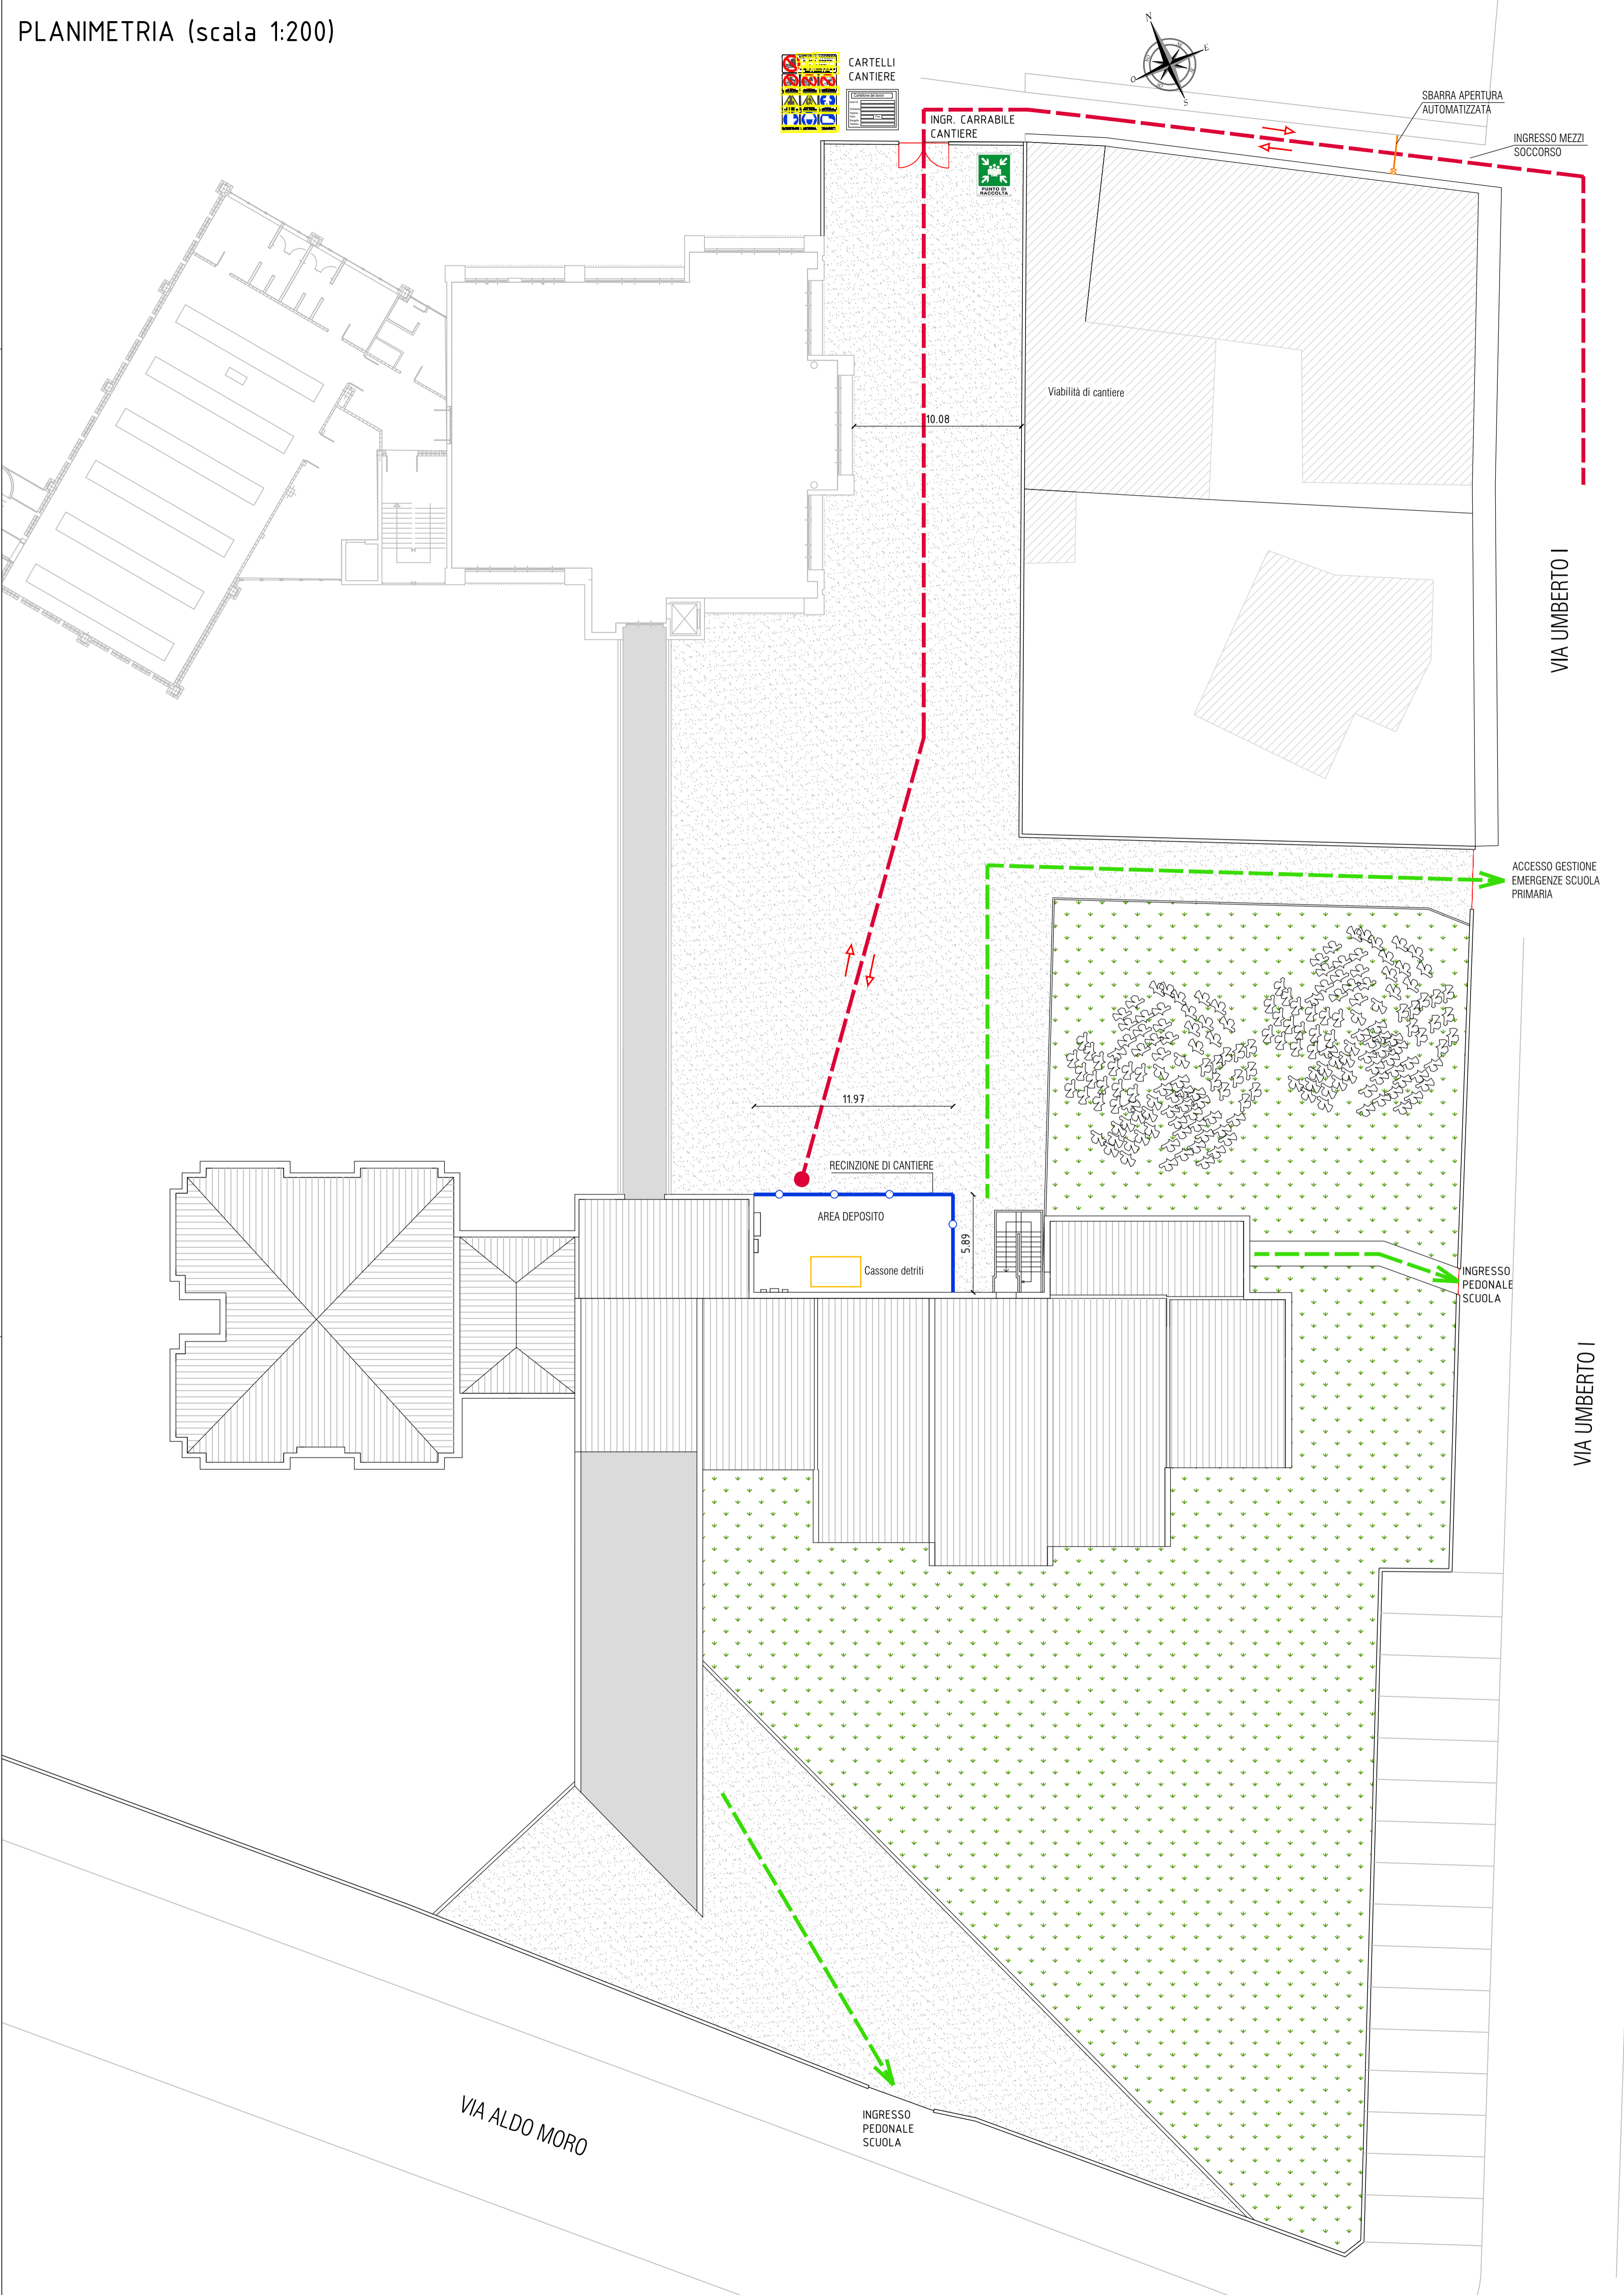 PLANIMETRIA (scala 1:200)
CARTELLI
CANTIERE
N
E
S
O
SBARRA APERTURA
AUTOMATIZZATA
INGR. CARRABILE
CANTIERE
INGRESSO MEZZI
SOCCORSO
PUNTO DI
RACCOLTA
Viabilità di cantiere
10.08
VIA UMBERTO I
ACCESSO GESTIONE
EMERGENZE SCUOLA
PRIMARIA
11.97
RECINZIONE DI CANTIERE
AREA DEPOSITO
5.89
Cassone detriti
INGRESSO
PEDONALE
SCUOLA
VIA UMBERTO I
VIA ALDO MORO
INGRESSO
PEDONALE
SCUOLA